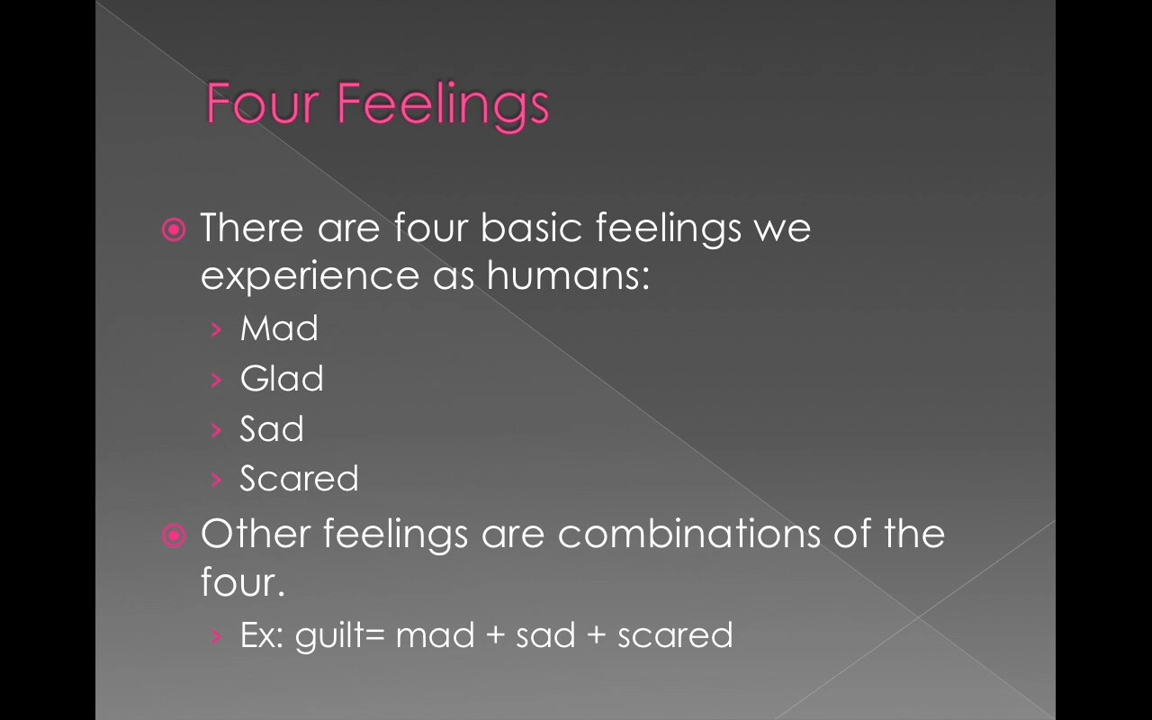 Four Feelings
There are four basic feelings we
experience as humans:
Mad
Glad
Sad
Scared
Other feelings are combinations of the
four.
Ex: guilt= mad + sad + scared